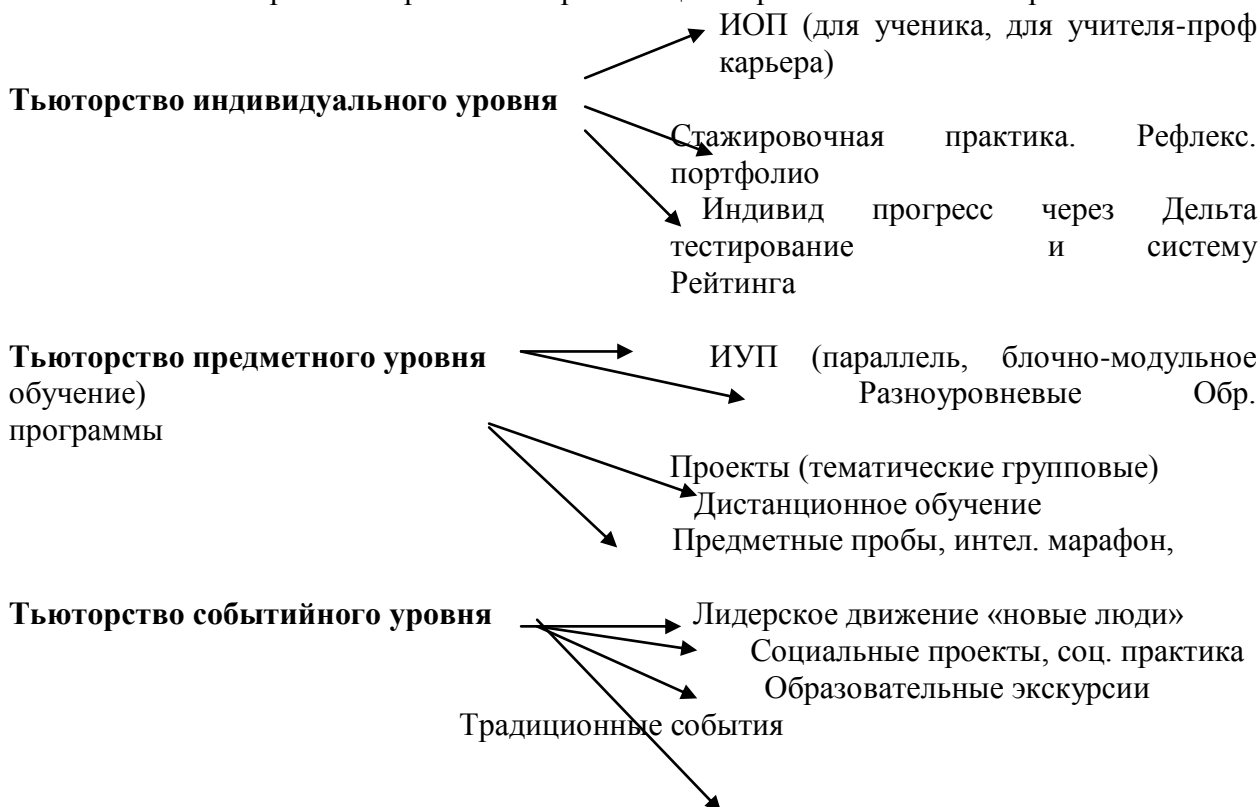 ИОП (для ученика, для учителя-проф
карьера)
Тьюторство индивидуального уровня
Стажировочная практика. Рефлекс.
портфолио
Индивид прогресс через Дельта
тестирование и систему
Рейтинга
Тьюторство предметного уровня ИУП (параллель, блочно-модульное
обучение) Разноуровневые Обр.
программы
Проекты (тематические групповые)
Дистанционное обучение
Предметные пробы, интел. марафон,
Тьюторство событийного уровня Лидерское движение «новые люди»
Социальные проекты, соц. практика
Образовательные экскурсии
Традиционные события